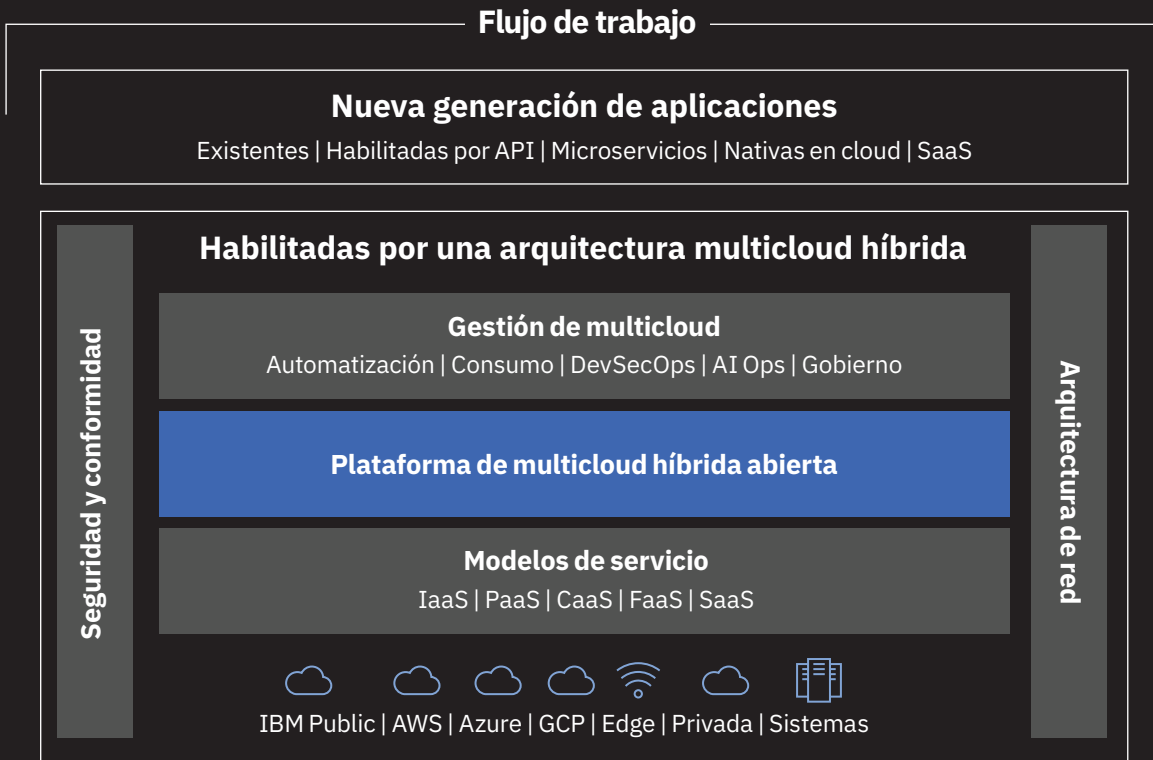 Flujo de trabajo
Nueva generación de aplicaciones
Existentes | Habilitadas por API | Microservicios | Nativas en cloud | SaaS
Habilitadas por una arquitectura multicloud híbrida
Seguridad y conformidad
Gestión de multicloud
Automatización | Consumo | DevSecOps | AI Ops | Gobierno
Plataforma de multicloud híbrida abierta
Modelos de servicio
IaaS | PaaS | CaaS | FaaS | SaaS
Arquitectura de red
IBM Public | AWS | Azure | GCP | Edge | Privada | Sistemas